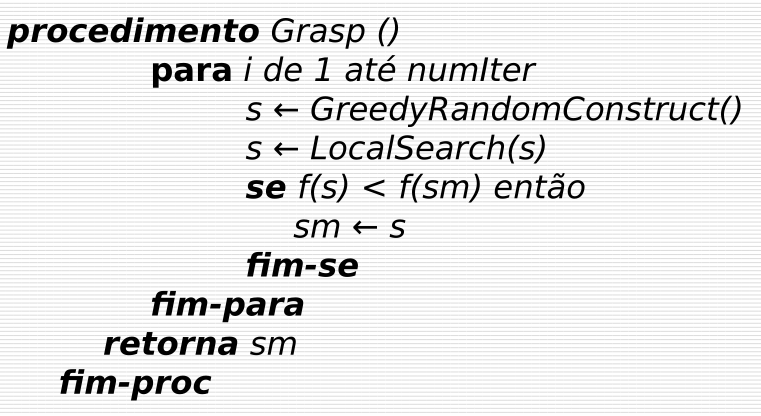 procedimento Grasp ()
para i de 1 até numIter
s ← GreedyRandomConstruct()
s ← LocalSearch(s)
se f(s) < f(sm) então
sm ← s
fim-se
fim-para
retorna sm
fim-proc